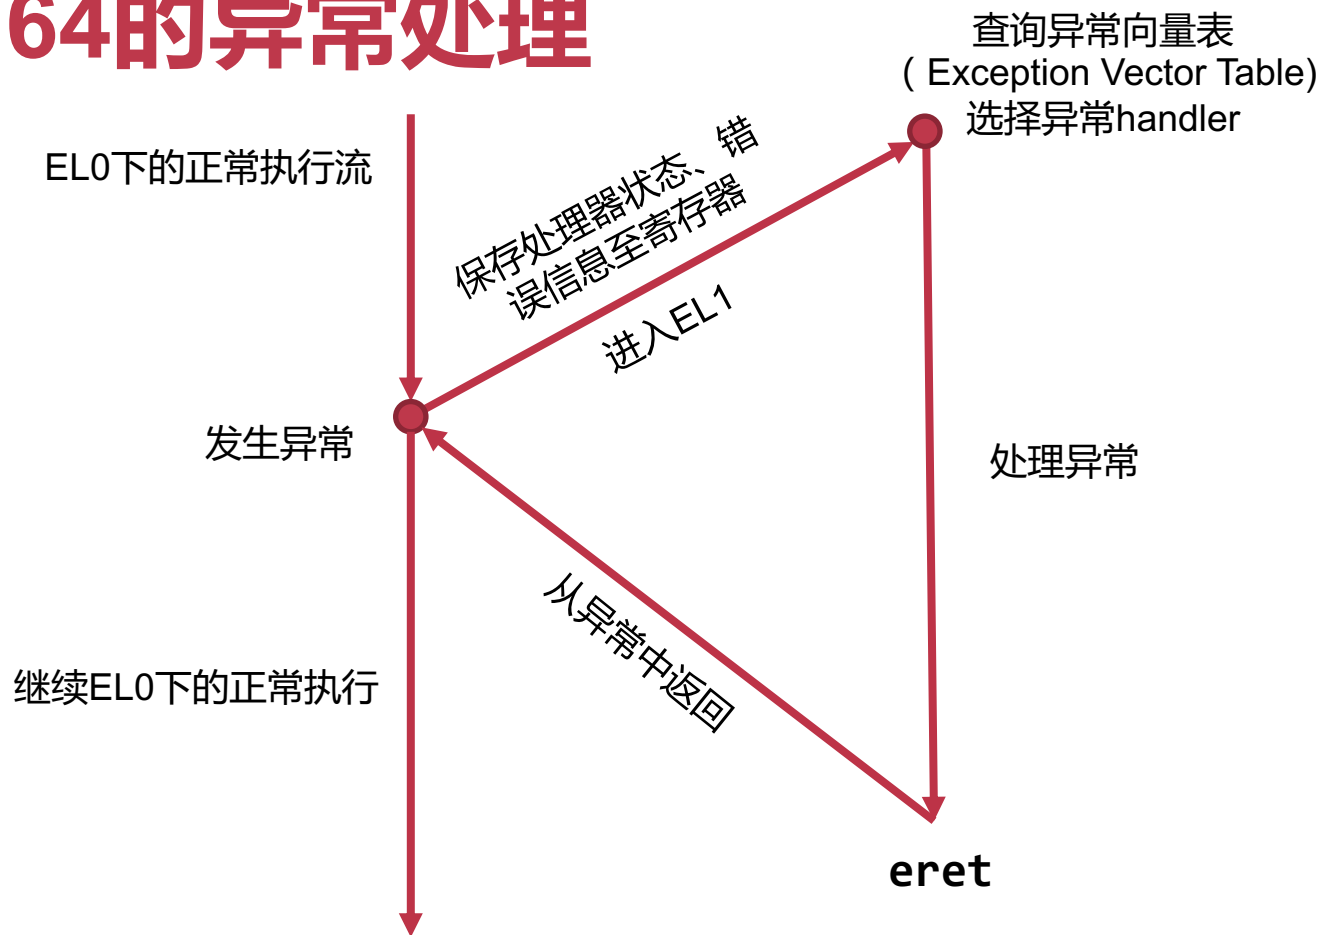 64的异常处理
查询异常向量表
( Exception Vector Table)
选择异常handler
EL0下的正常执行流
保存处理器状态、错
误信息至寄存器
进入EL1
发生异常
处理异常
从异常中返回
继续EL0下的正常执行
eret